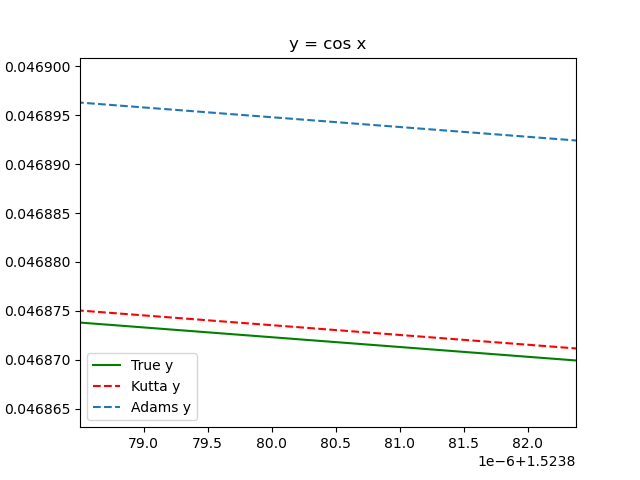 y = cos x
0.046900
0.046895
0.046890
0.046885
0.046880
0.046875
0.046870
0.046865
True y
Kutta y
Adams y
79.0 79.5 80.0 80.5 81.0 81.5 82.0
1e−6+1.5238